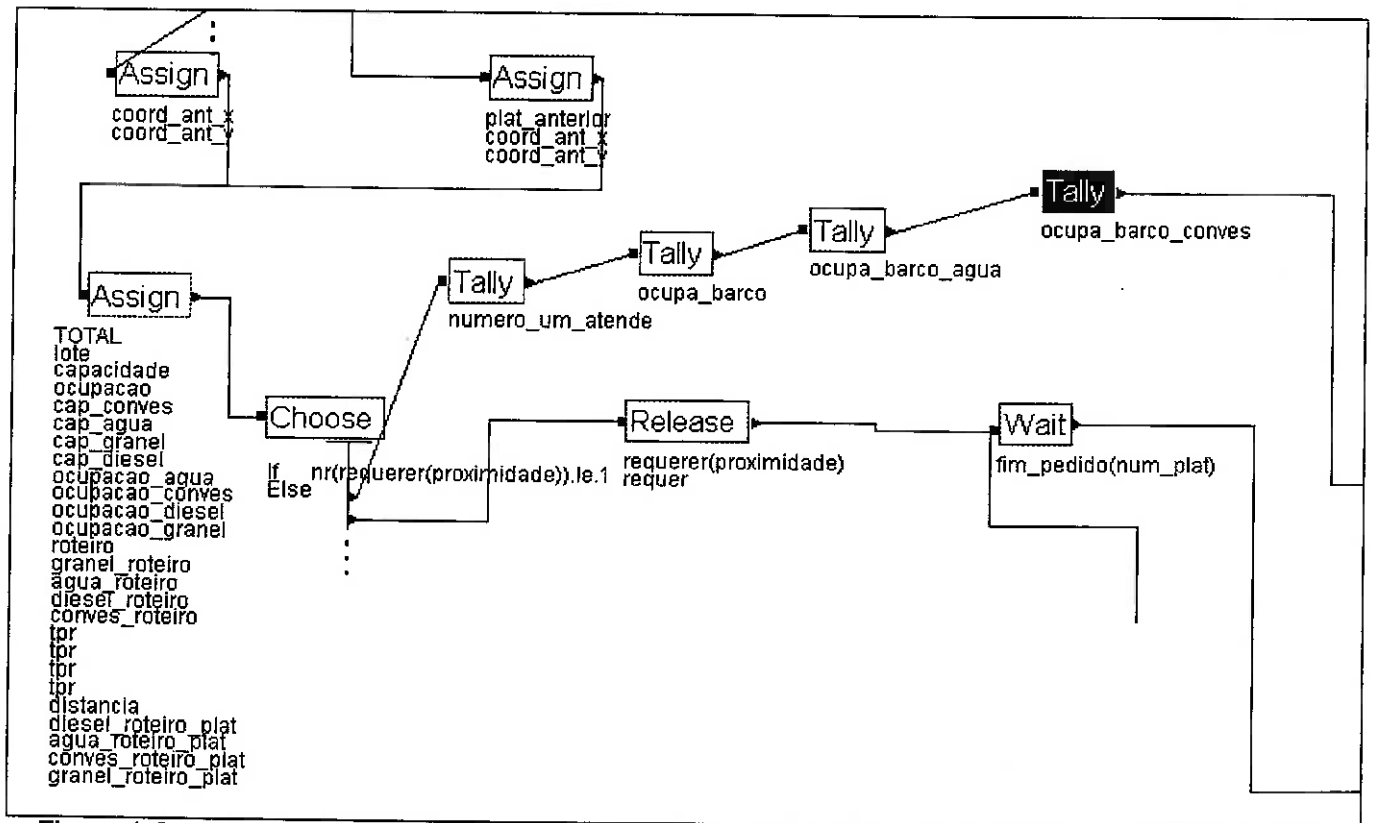 Assign
coord_ant_x
coord_ant_y
Assign
plat_anterior
coord_ant_x
coord_ant_y
Tally
ocupa_barco_conves
Tally
ocupa_barco_agua
Tally
ocupa_barco
Tally
numero_um_atende
Assign
TOTAL
lote
capacidade
ocupacao
cap_conves
cap_agua
cap_granel
cap_diesel
ocupacao_agua
ocupacao_conves
ocupacao_diesel
ocupacao_granel
roteiro
granel_roteiro
agua_roteiro
diesel_roteiro
conves_roteiro
tpr
tpr
tpr
tpr
distancia
diesel_roteiro_plat
agua_roteiro_plat
conves_roteiro_plat
granel_roteiro_plat
Choose
If nr(requerer(proximidade)).le.1
Else
Release
requerer(proximidade)
requer
Wait
fim_pedido(num_plat)